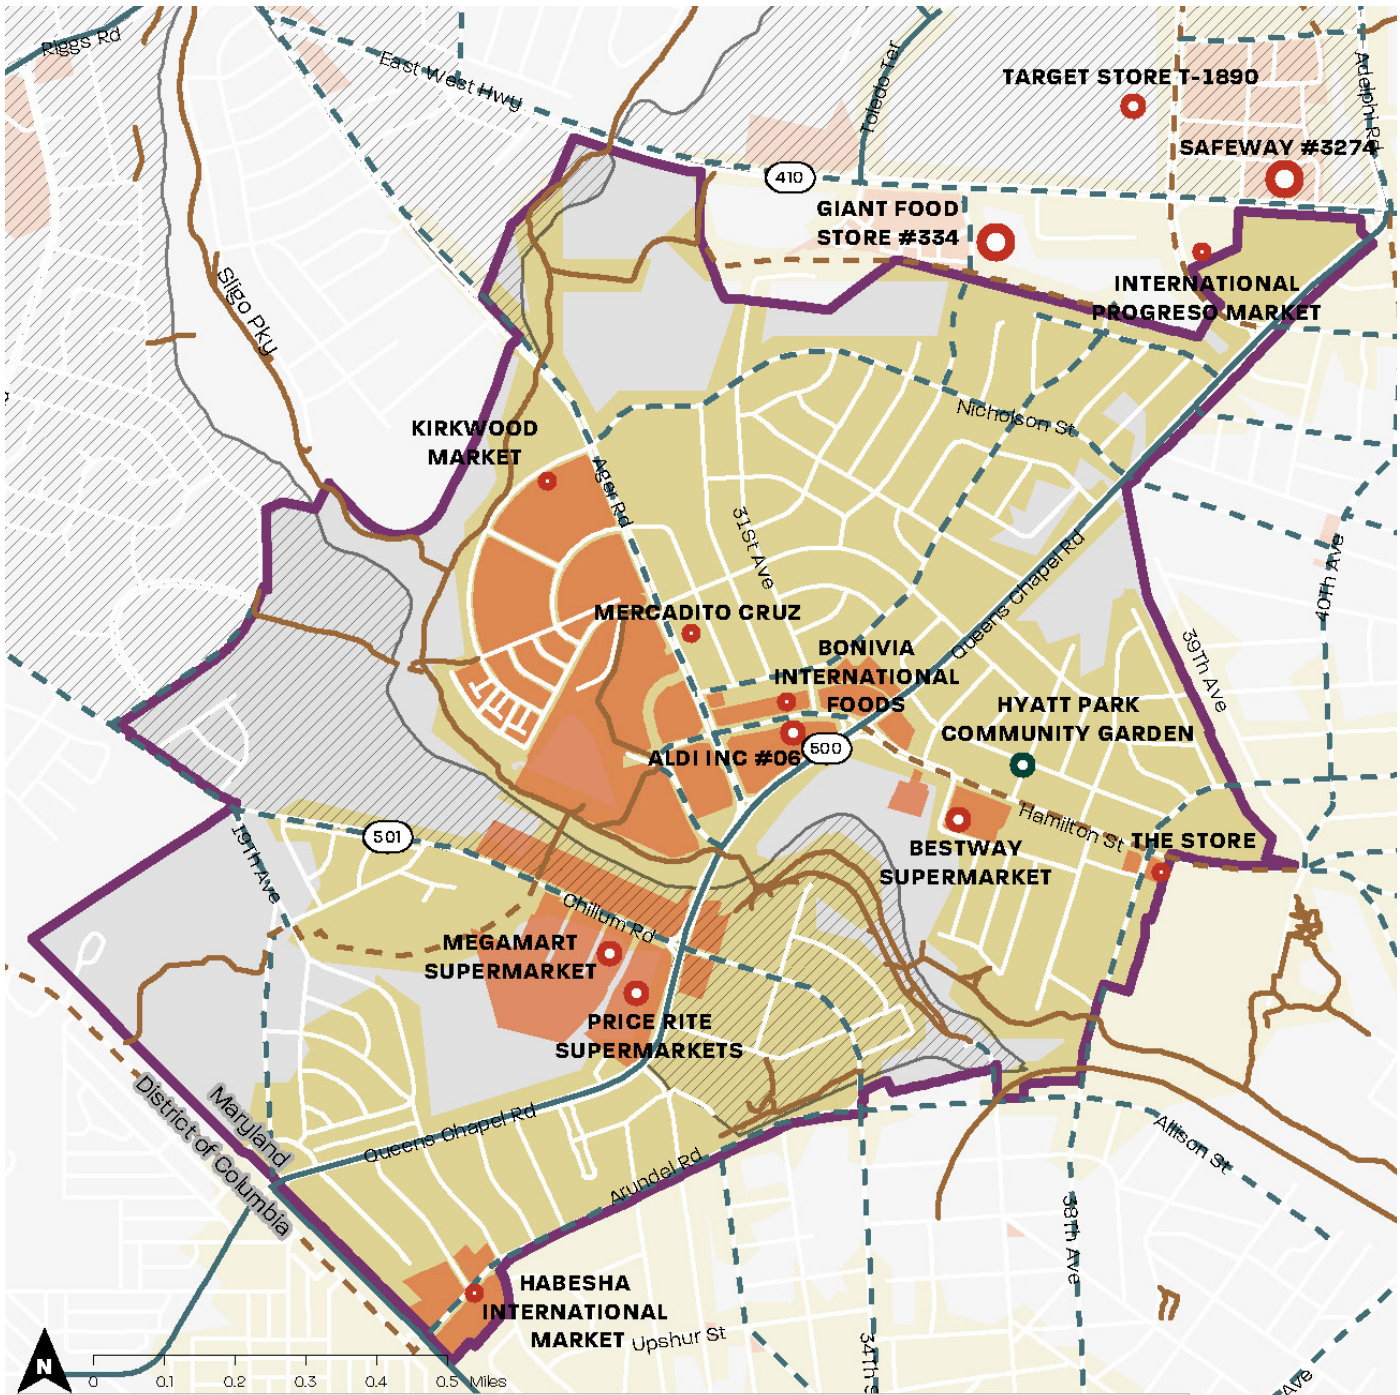 Riggs Rd
East West Hwy
Toledo Ter
Adelphi Rd
TARGET STORE T-1890
SAFEWAY #3274
410
GIANT FOOD
STORE #334
INTERNATIONAL
PROGRESO MARKET
Sligo Pky
KIRKWOOD
MARKET
Ager Rd
Nicholson St
31St Ave
Queens Chapel Rd
40Th Ave
39Th Ave
MERCADITO CRUZ
BONIVIA
INTERNATIONAL
FOODS
HYATT PARK
COMMUNITY GARDEN
ALDI INC #06
500
501
19Th Ave
Hamilton St
THE STORE
BESTWAY
SUPERMARKET
Chillum Rd
MEGAMART
SUPERMARKET
PRICE RITE
SUPERMARKETS
Maryland
District of Columbia
Queens Chapel Rd
Arundel Rd
Allison St
38Th Ave
HABESHA
INTERNATIONAL
MARKET
Upshur St
34Th S
Ave
N
0 0.1 0.2 0.3 0.4 0.5 Miles